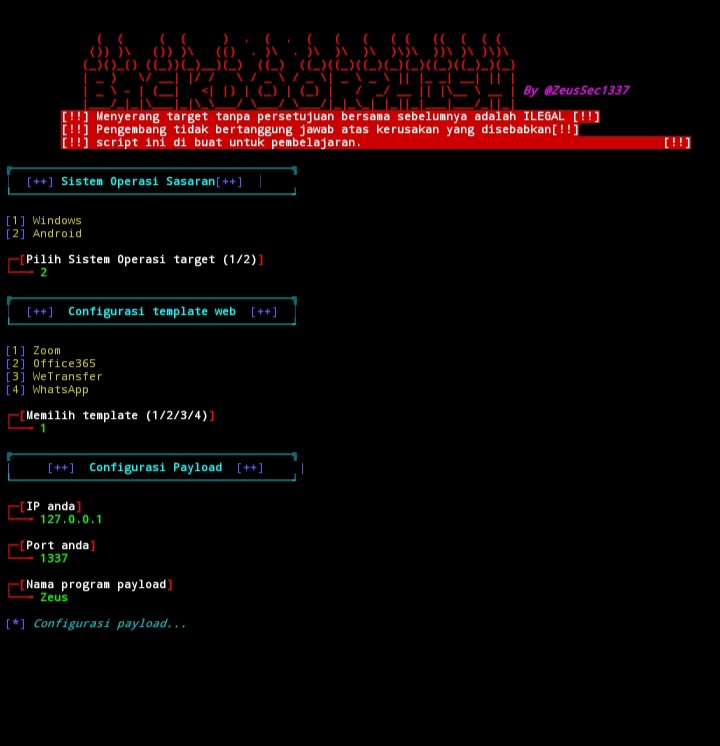 BACKDOORPHISH
By @ZeusSec1337
[!!] Menyerang target tanpa persetujuan bersama sebelumnya adalah ILEGAL [!!]
[!!] Pengembang tidak bertanggung jawab atas kerusakan yang disebabkan[!!]
[!!] script ini di buat untuk pembelajaran. [!!]
[++] Sistem Operasi Sasaran[++]
[1] Windows
[2] Android
[Pilih Sistem Operasi target (1/2)]
2
[++] Configurasi template web [++]
[1] Zoom
[2] Office365
[3] WeTransfer
[4] WhatsApp
[Memilih template (1/2/3/4)]
1
[++] Configurasi Payload [++]
[IP anda]
127.0.0.1
[Port anda]
1337
[Nama program payload]
Zeus
[*] Configurasi payload...